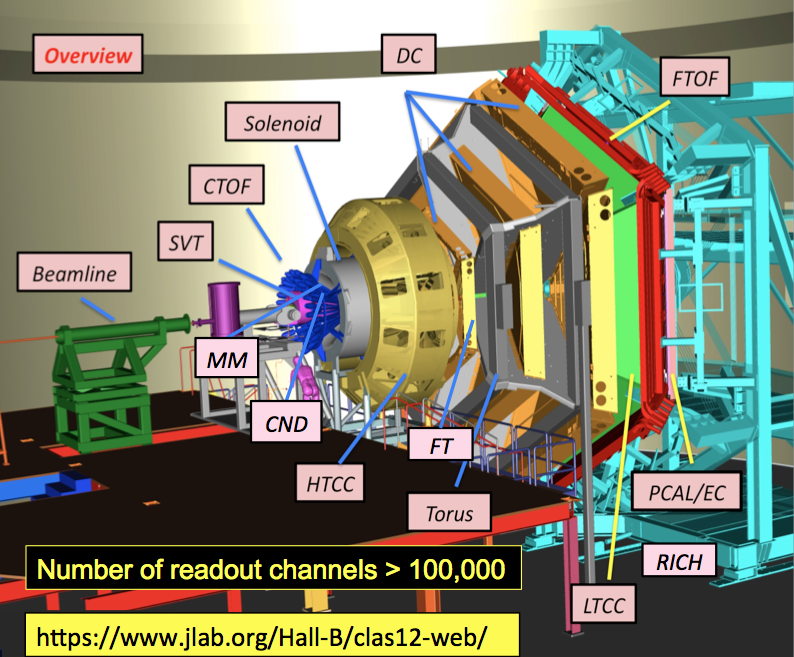 Overview
DC
FTOF
Solenoid
CTOF
SVT
Beamline
MM
CND
FT
HTCC
Torus
PCAL/EC
RICH
LTCC
Number of readout channels > 100,000
https://www.jlab.org/Hall-B/clas12-web/